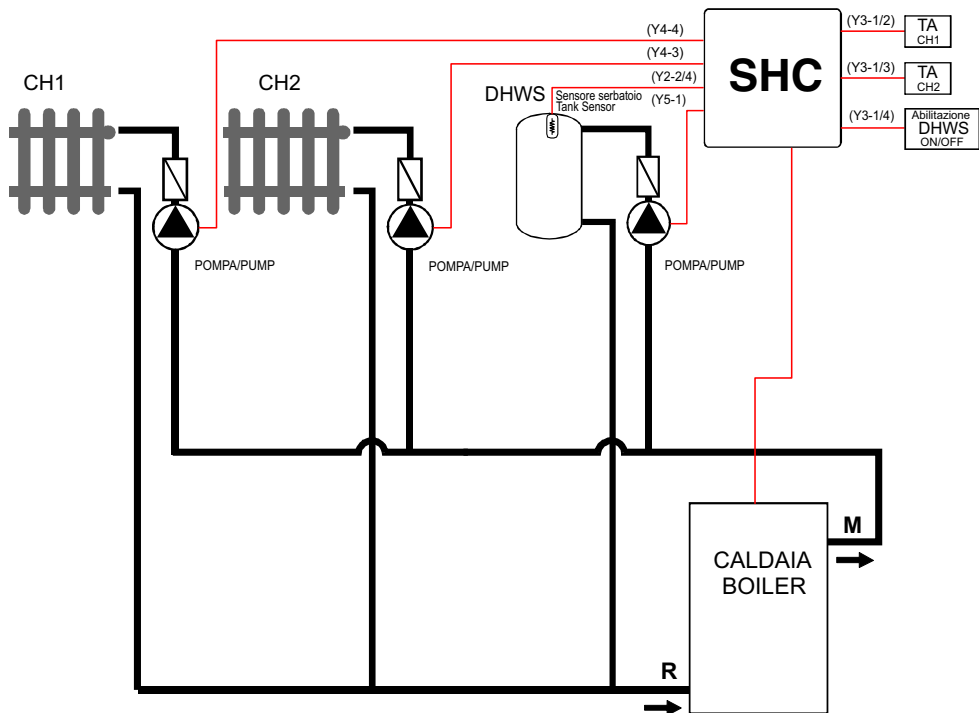 (Y4-4)
(Y4-3)
(Y2-2/4)
(Y5-1)
SHC
(Y3-1/2)
TA
CH1
(Y3-1/3)
TA
CH2
(Y3-1/4)
Abilitazione
DHWS
ON/OFF
CH1
CH2
DHWS
Sensore serbatoio
Tank Sensor
POMPA/PUMP
POMPA/PUMP
POMPA/PUMP
M
CALDAIA
BOILER
R